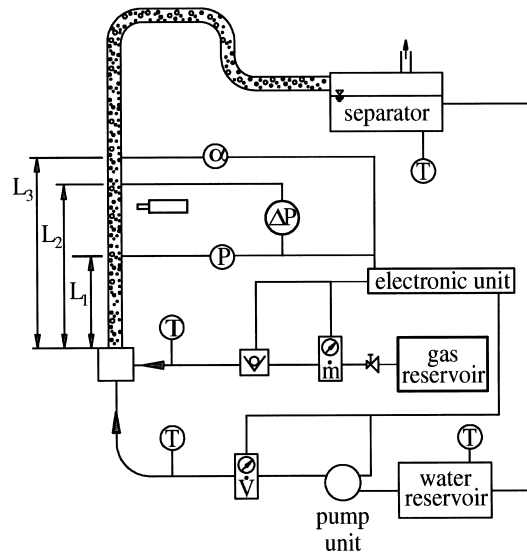 separator
L3
α
T
L2
ΔP
L1
P
electronic unit
T
ṁ
gas
reservoir
T
T
V̇
water
reservoir
pump
unit